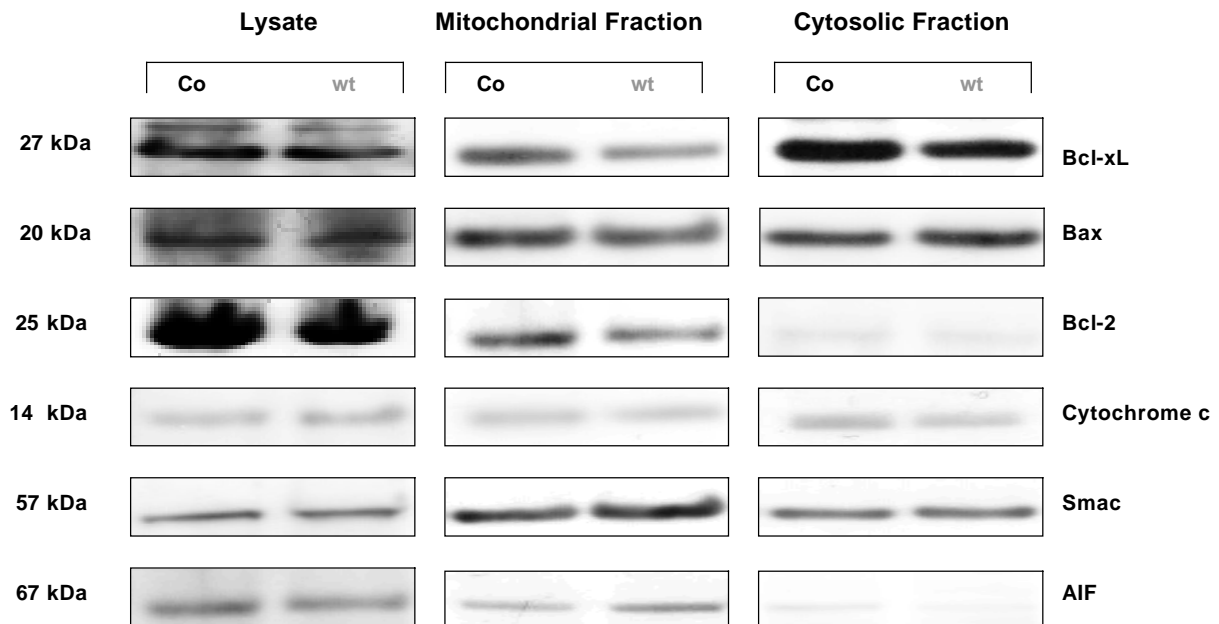 Lysate Mitochondrial Fraction Cytosolic Fraction
Co wt Co wt Co wt
27 kDa Bcl-xL
20 kDa Bax
25 kDa Bcl-2
14 kDa Cytochrome c
57 kDa Smac
67 kDa AIF